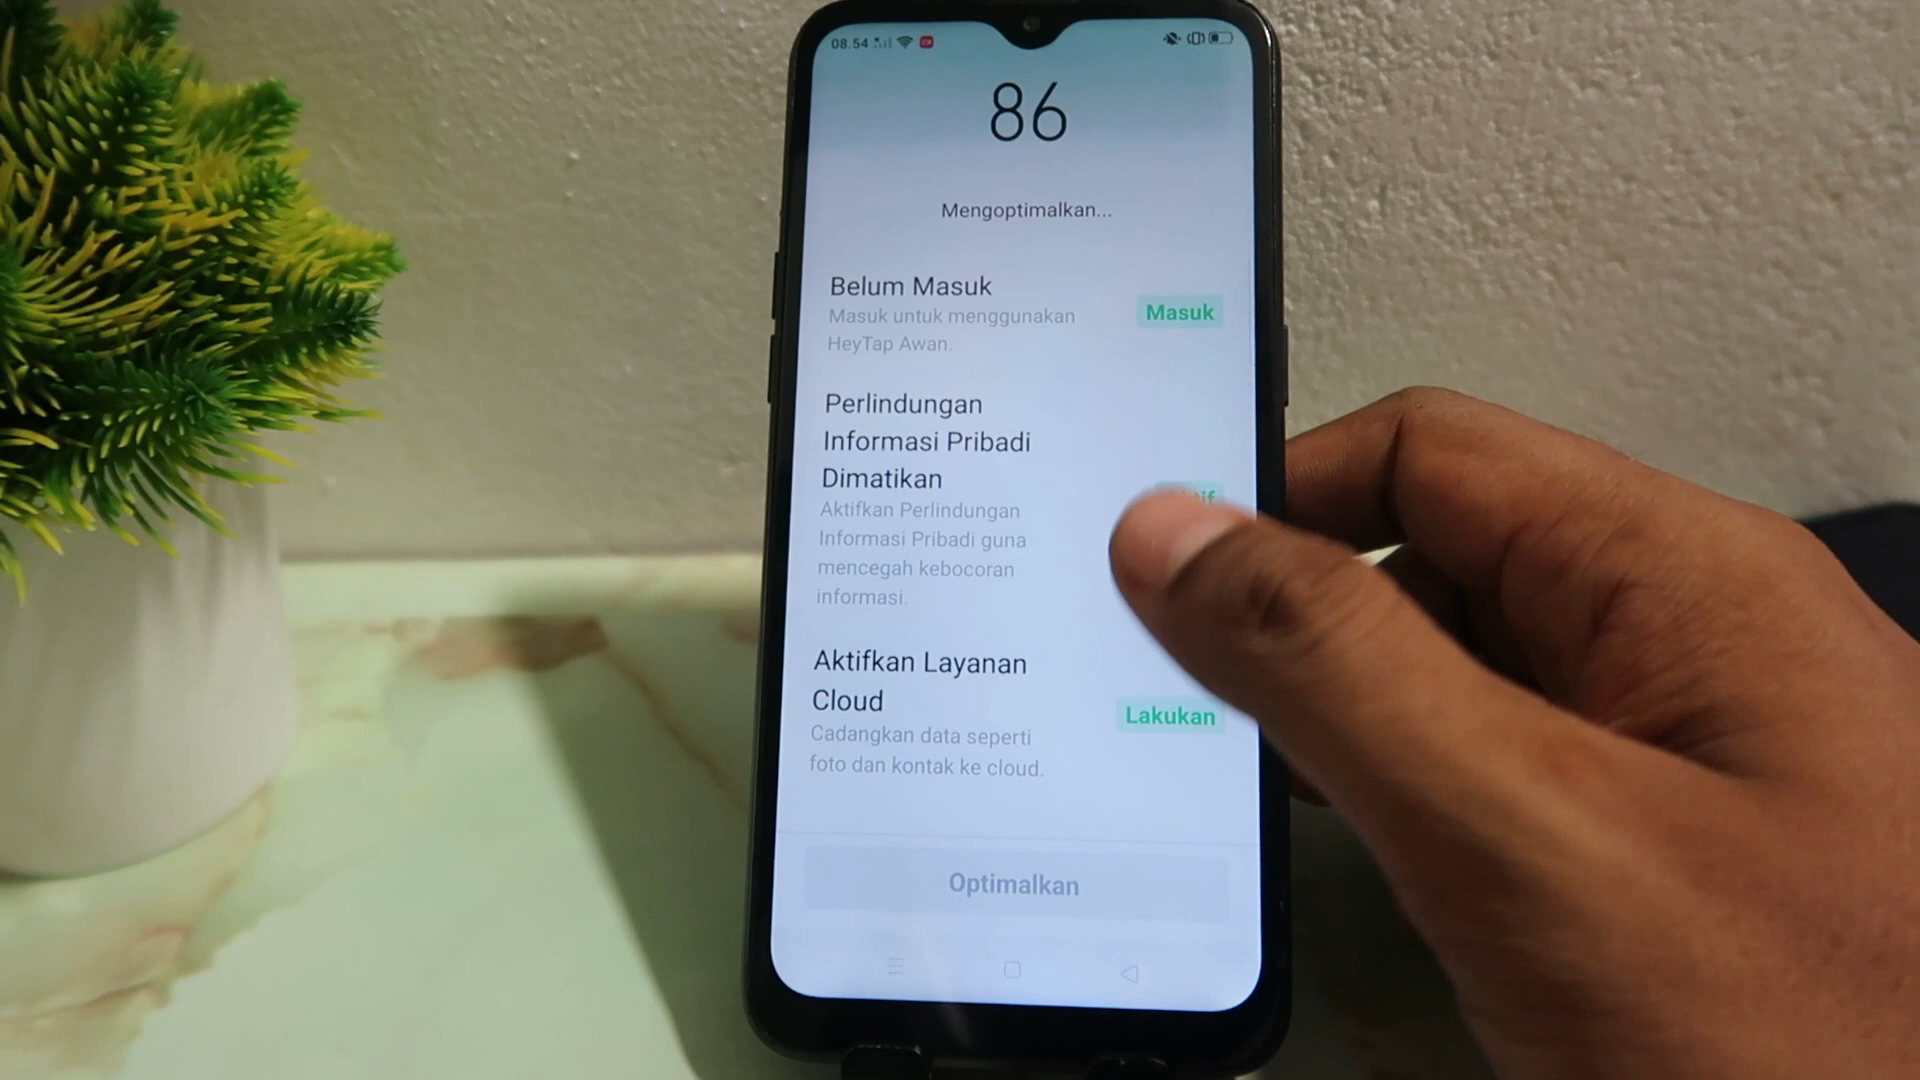 08.54
86
Mengoptimalkan...
Belum Masuk
Masuk untuk menggunakan
HeyTap Awan.
Masuk
Perlindungan
Informasi Pribadi
Dimatikan
Aktifkan Perlindungan
Informasi Pribadi guna
mencegah kebocoran
informasi.
Aktifkan Layanan
Cloud
Cadangkan data seperti
foto dan kontak ke cloud.
Lakukan
Optimalkan